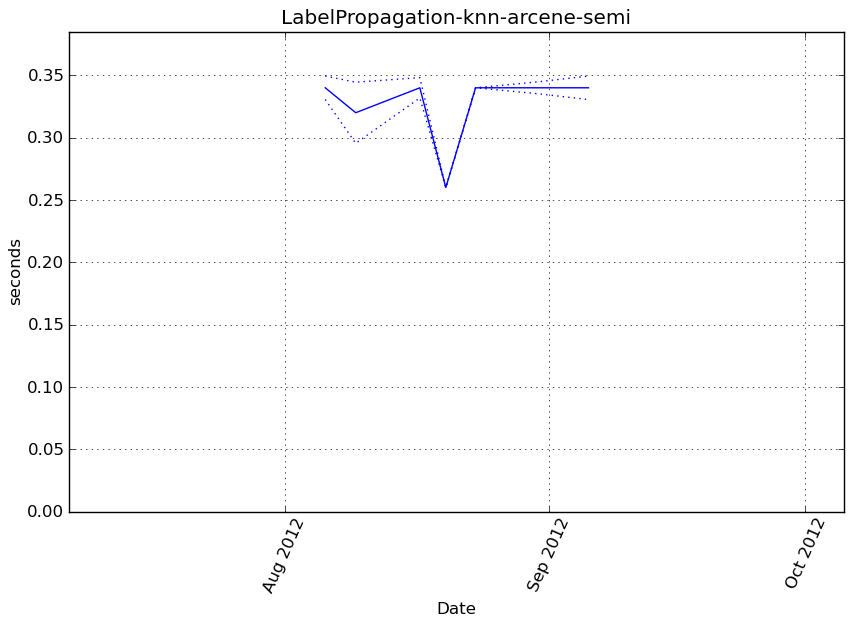 LabelPropagation-knn-arcene-semi
0.35
0.30
0.25
0.20
0.15
0.10
0.05
0.00
seconds
Aug 2012
Sep 2012
Oct 2012
Date